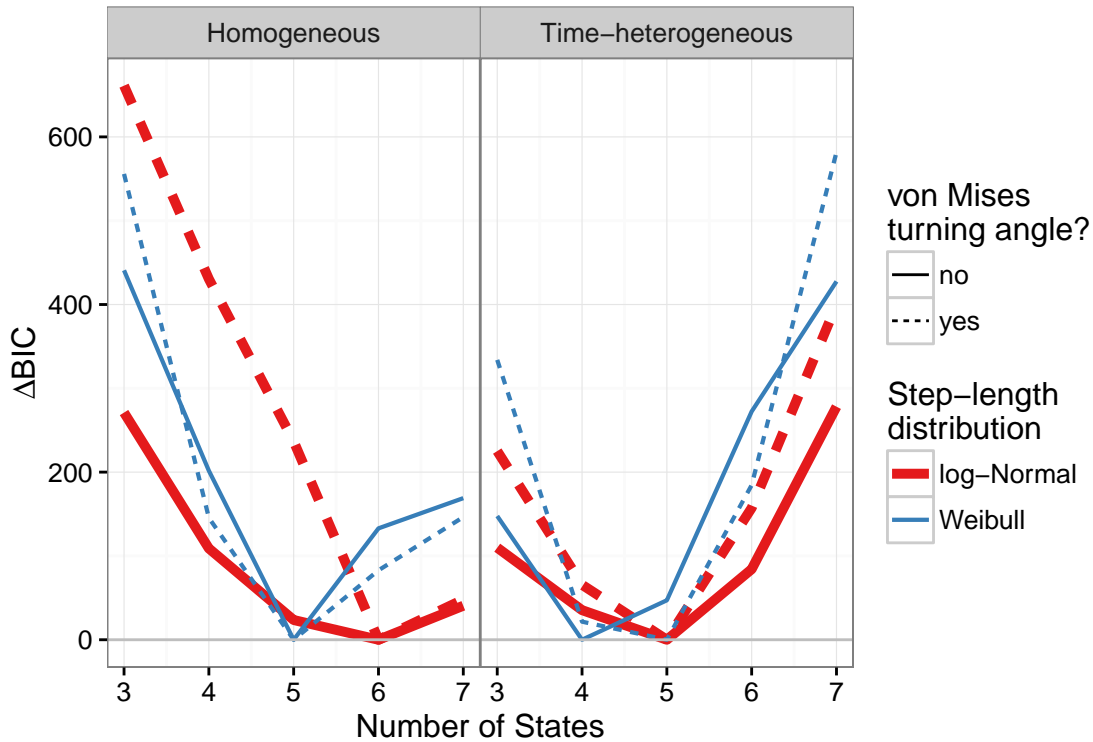 Homogeneous
Time−heterogeneous
ΔBIC
600
400
200
0
3 4 5 6 7
3 4 5 6 7
Number of States
von Mises
turning angle?
no
yes
Step−length
distribution
log−Normal
Weibull